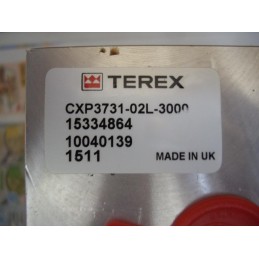 TEREX
CXP3731-02L-3000
15334864
10040139
1511 MADE IN UK